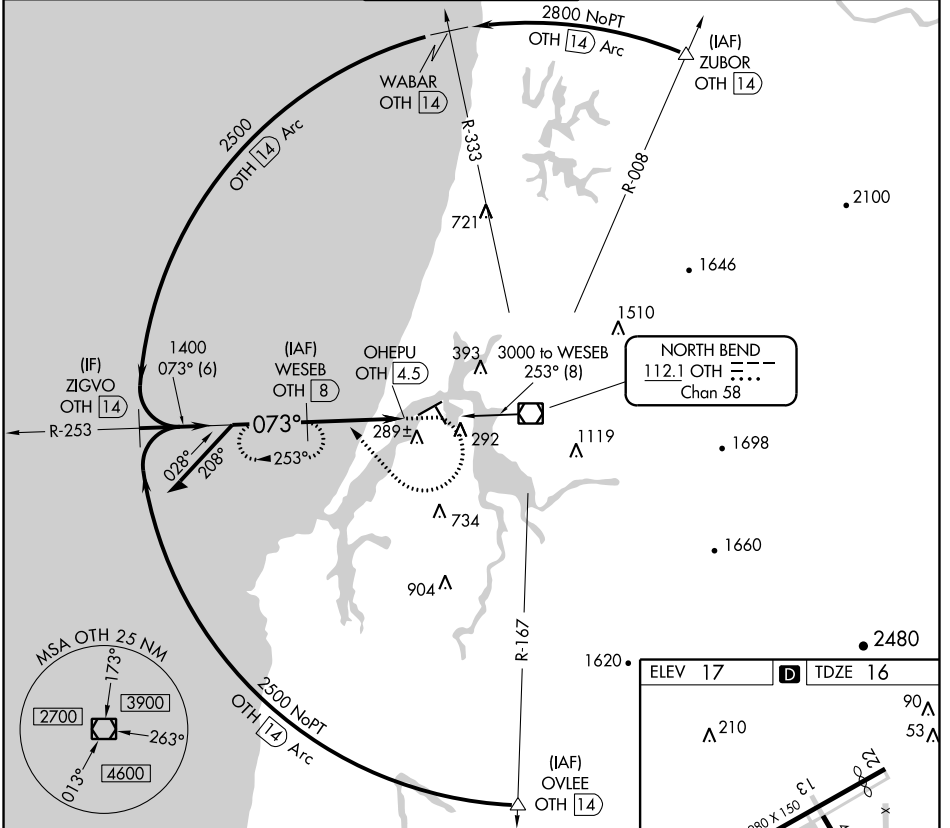 2800 NoPT
OTH 14 Arc
(IAF)
ZUBOR
OTH 14
WABAR
OTH 14
2500
OTH 14 Arc
R-333
R-008
2100
721
1646
1510
(IF)
ZIGVO
OTH 14
1400
073° (6)
(IAF)
WESEB
OTH 8
OHEPU
OTH 4.5
393
3000 to WESEB
253° (8)
NORTH BEND
112.1 OTH
Chan 58
R-253
073°
289±
292
1119
1698
028°
208°
253°
734
1660
904
R-167
MSA OTH 25 NM
173°
2700
3900
263°
013°
4600
2500 NoPT
OTH 14 Arc
(IAF)
OVLEE
OTH 14
2480
1620
ELEV 17
D
TDZE 16
210
90
53
22
13
X 150
x